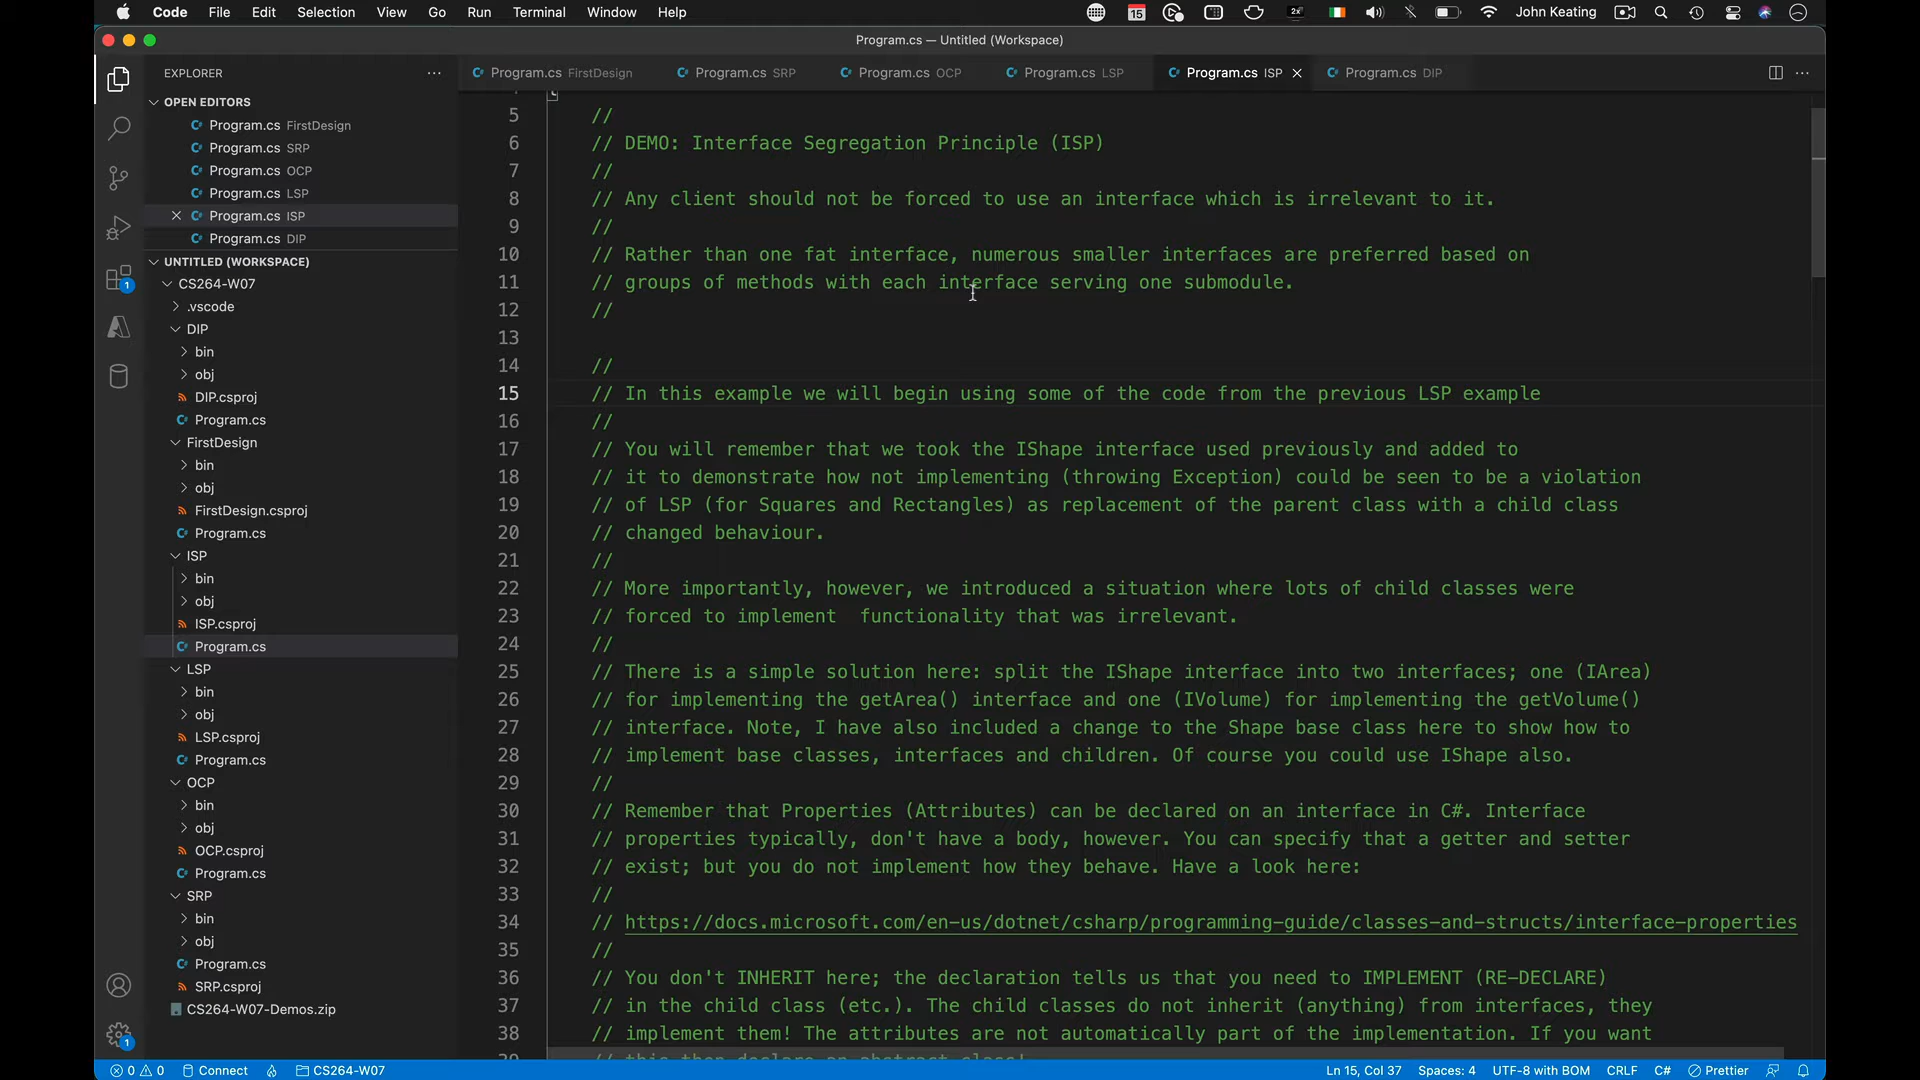 Code File Edit Selection View Go Run Terminal Window Help
15 2x John Keating
Program.cs — Untitled (Workspace)
EXPLORER
Program.cs FirstDesign Program.cs SRP Program.cs OCP Program.cs LSP Program.cs ISP Program.cs DIP
OPEN EDITORS
Program.cs FirstDesign
Program.cs SRP
Program.cs OCP
Program.cs LSP
Program.cs ISP
Program.cs DIP
UNTITLED (WORKSPACE)
CS264-W07
.vscode
DIP
bin
obj
DIP.csproj
Program.cs
FirstDesign
bin
obj
FirstDesign.csproj
Program.cs
ISP
bin
obj
ISP.csproj
Program.cs
LSP
bin
obj
LSP.csproj
Program.cs
OCP
bin
obj
OCP.csproj
Program.cs
SRP
bin
obj
Program.cs
SRP.csproj
CS264-W07-Demos.zip
1
1
5 //
6 // DEMO: Interface Segregation Principle (ISP)
7 //
8 // Any client should not be forced to use an interface which is irrelevant to it.
9 //
10 // Rather than one fat interface, numerous smaller interfaces are preferred based on
11 // groups of methods with each interface serving one submodule.
12 //
13
14 //
15 // In this example we will begin using some of the code from the previous LSP example
16 //
17 // You will remember that we took the IShape interface used previously and added to
18 // it to demonstrate how not implementing (throwing Exception) could be seen to be a violation
19 // of LSP (for Squares and Rectangles) as replacement of the parent class with a child class
20 // changed behaviour.
21 //
22 // More importantly, however, we introduced a situation where lots of child classes were
23 // forced to implement  functionality that was irrelevant.
24 //
25 // There is a simple solution here: split the IShape interface into two interfaces; one (IArea)
26 // for implementing the getArea() interface and one (IVolume) for implementing the getVolume()
27 // interface. Note, I have also included a change to the Shape base class here to show how to
28 // implement base classes, interfaces and children. Of course you could use IShape also.
29 //
30 // Remember that Properties (Attributes) can be declared on an interface in C#. Interface
31 // properties typically, don't have a body, however. You can specify that a getter and setter
32 // exist; but you do not implement how they behave. Have a look here:
33 //
34 // https://docs.microsoft.com/en-us/dotnet/csharp/programming-guide/classes-and-structs/interface-properties
35 //
36 // You don't INHERIT here; the declaration tells us that you need to IMPLEMENT (RE-DECLARE)
37 // in the child class (etc.). The child classes do not inherit (anything) from interfaces, they
38 // implement them! The attributes are not automatically part of the implementation. If you want
39 // this then declare an abstract class!
0 0 Connect CS264-W07 Ln 15, Col 37 Spaces: 4 UTF-8 with BOM CRLF C# Prettier